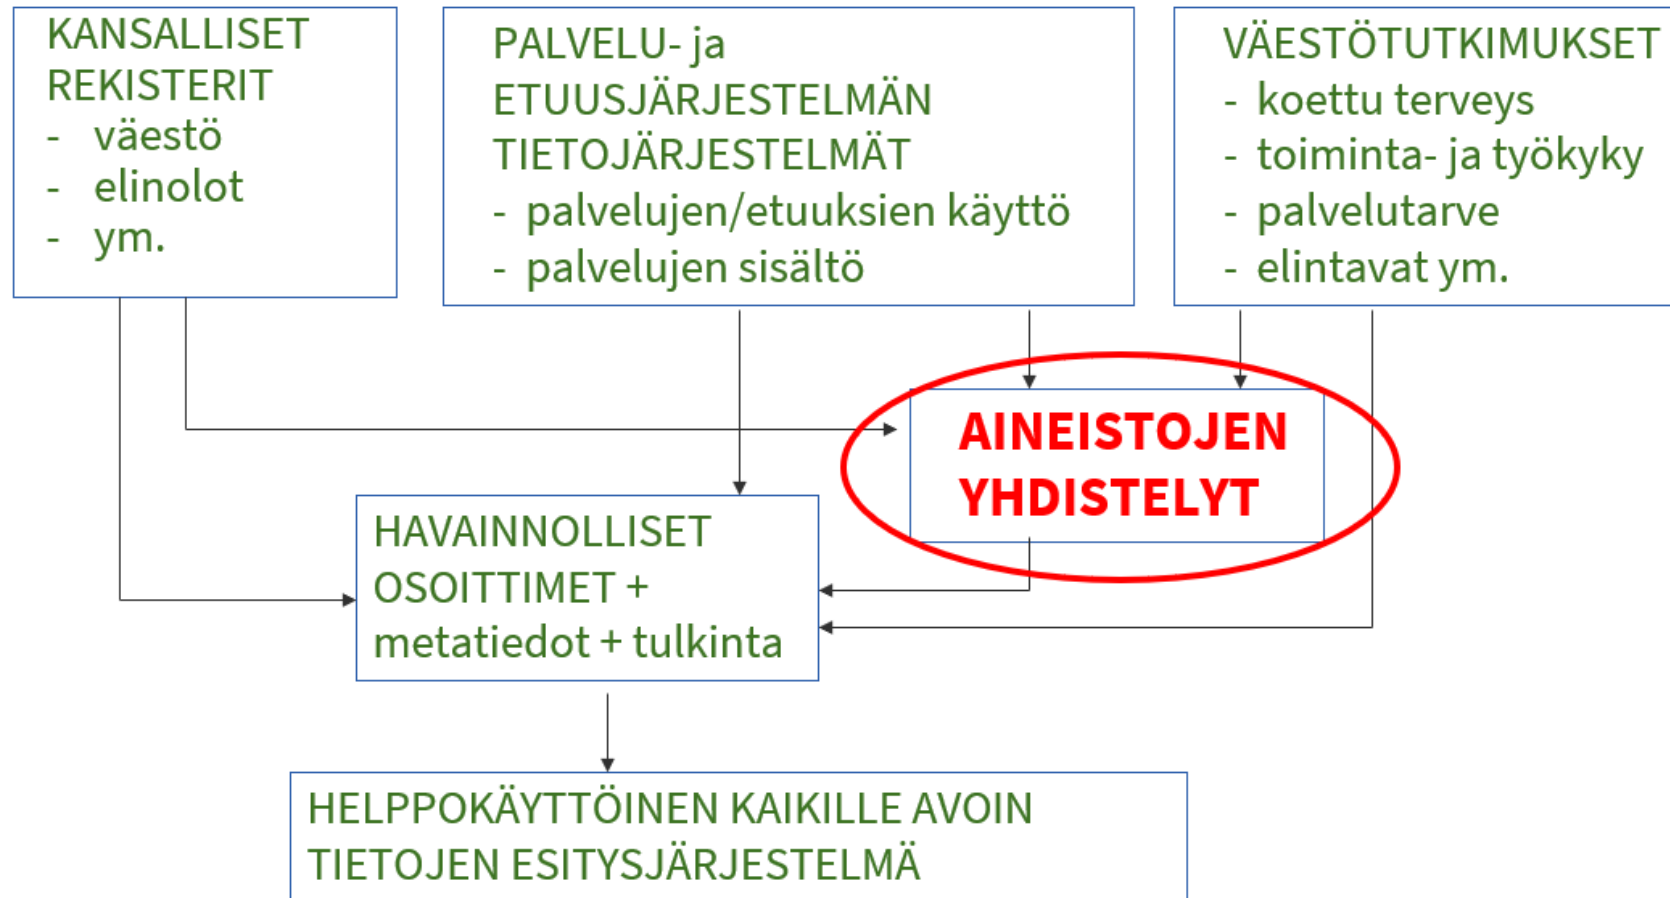 KANSALLISET
REKISTERIT
- väestö
- elinolot
- ym.
PALVELU- ja
ETUUSJÄRJESTELMÄN
TIETOJÄRJESTELMÄT
- palvelujen/etuuksien käyttö
- palvelujen sisältö
VÄESTÖTUTKIMUKSET
- koettu terveys
- toiminta- ja työkyky
- palvelutarve
- elintavat ym.
AINEISTOJEN
YHDISTELYT
HAVAINNOLLISET
OSOITTIMET +
metatiedot + tulkinta
HELPPOKÄYTTÖINEN KAIKILLE AVOIN
TIETOJEN ESITYSJÄRJESTELMÄ